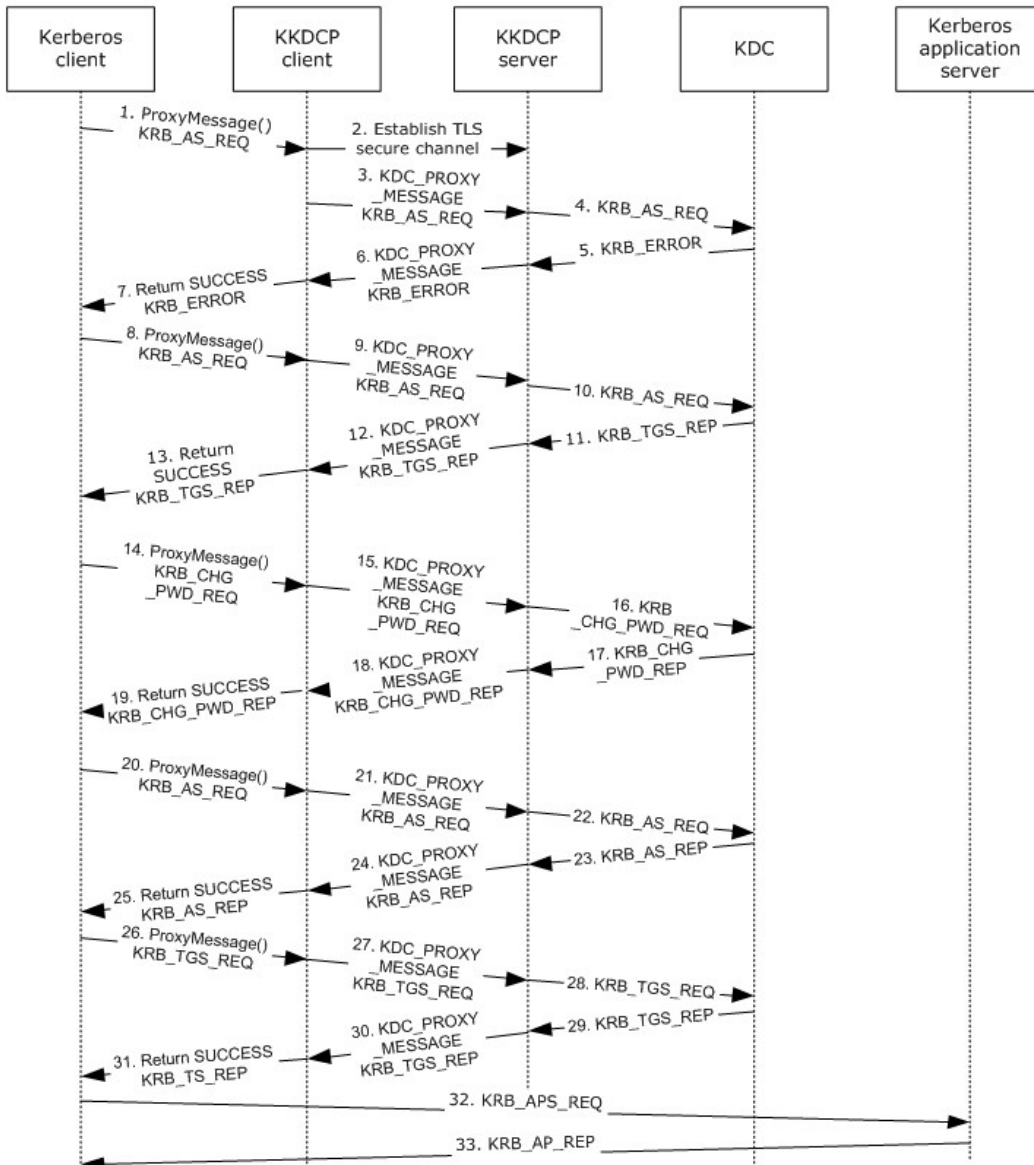 Kerberos
client
KKDCP
client
KKDCP
server
KDC
Kerberos
application
server
1. ProxyMessage()
KRB_AS_REQ
2. Establish TLS
secure channel
3. KDC_PROXY
_MESSAGE
KRB_AS_REQ
4. KRB_AS_REQ
5. KRB_ERROR
6. KDC_PROXY
_MESSAGE
KRB_ERROR
7. Return SUCCESS
KRB_ERROR
8. ProxyMessage()
KRB_AS_REQ
9. KDC_PROXY
_MESSAGE
KRB_AS_REQ
10. KRB_AS_REQ
11. KRB_TGS_REP
12. KDC_PROXY
_MESSAGE
KRB_TGS_REP
13. Return
SUCCESS
KRB_TGS_REP
14. ProxyMessage()
KRB_CHG
_PWD_REQ
15. KDC_PROXY
_MESSAGE
KRB_CHG
_PWD_REQ
16. KRB
_CHG_PWD_REQ
17. KRB_CHG
_PWD_REP
18. KDC_PROXY
_MESSAGE
KRB_CHG_PWD_REP
19. Return SUCCESS
KRB_CHG_PWD_REP
20. ProxyMessage()
KRB_AS_REQ
21. KDC_PROXY
_MESSAGE
KRB_AS_REQ
22. KRB_AS_REQ
23. KRB_AS_REP
24. KDC_PROXY
_MESSAGE
KRB_AS_REP
25. Return SUCCESS
KRB_AS_REP
26. ProxyMessage()
KRB_TGS_REQ
27. KDC_PROXY
_MESSAGE
KRB_TGS_REQ
28. KRB_TGS_REQ
29. KRB_TGS_REP
30. KDC_PROXY
_MESSAGE
KRB_TGS_REP
31. Return SUCCESS
KRB_TS_REP
32. KRB_APS_REQ
33. KRB_AP_REP